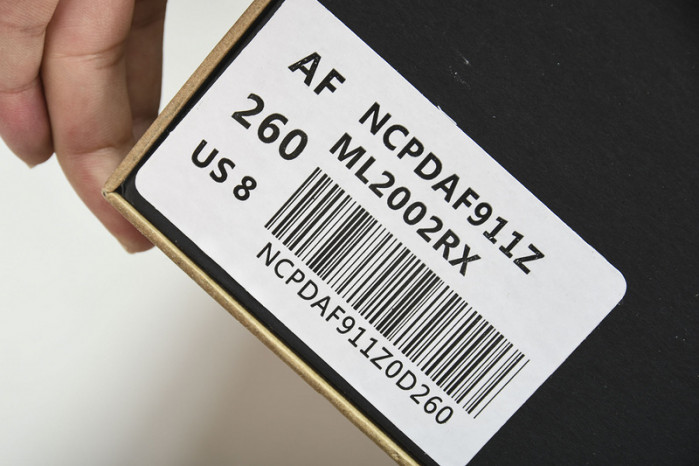 AF NCPDAF911Z
260 ML2002RX
US 8
NCPDAF911Z0D260